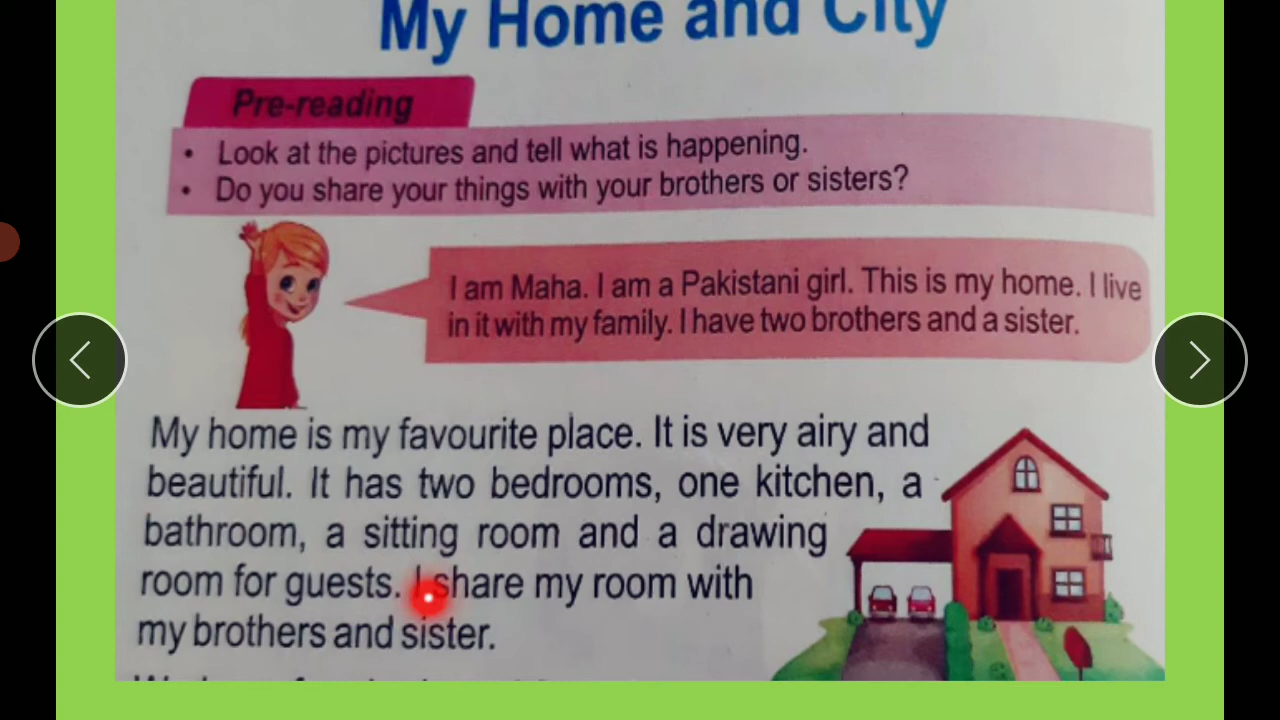 My Home and City
Pre-reading
• Look at the pictures and tell what is happening.
• Do you share your things with your brothers or sisters?
I am Maha. I am a Pakistani girl. This is my home. I live
in it with my family. I have two brothers and a sister.
My home is my favourite place. It is very airy and
beautiful. It has two bedrooms, one kitchen, a
bathroom, a sitting room and a drawing
room for guests. I share my room with
my brothers and sister.